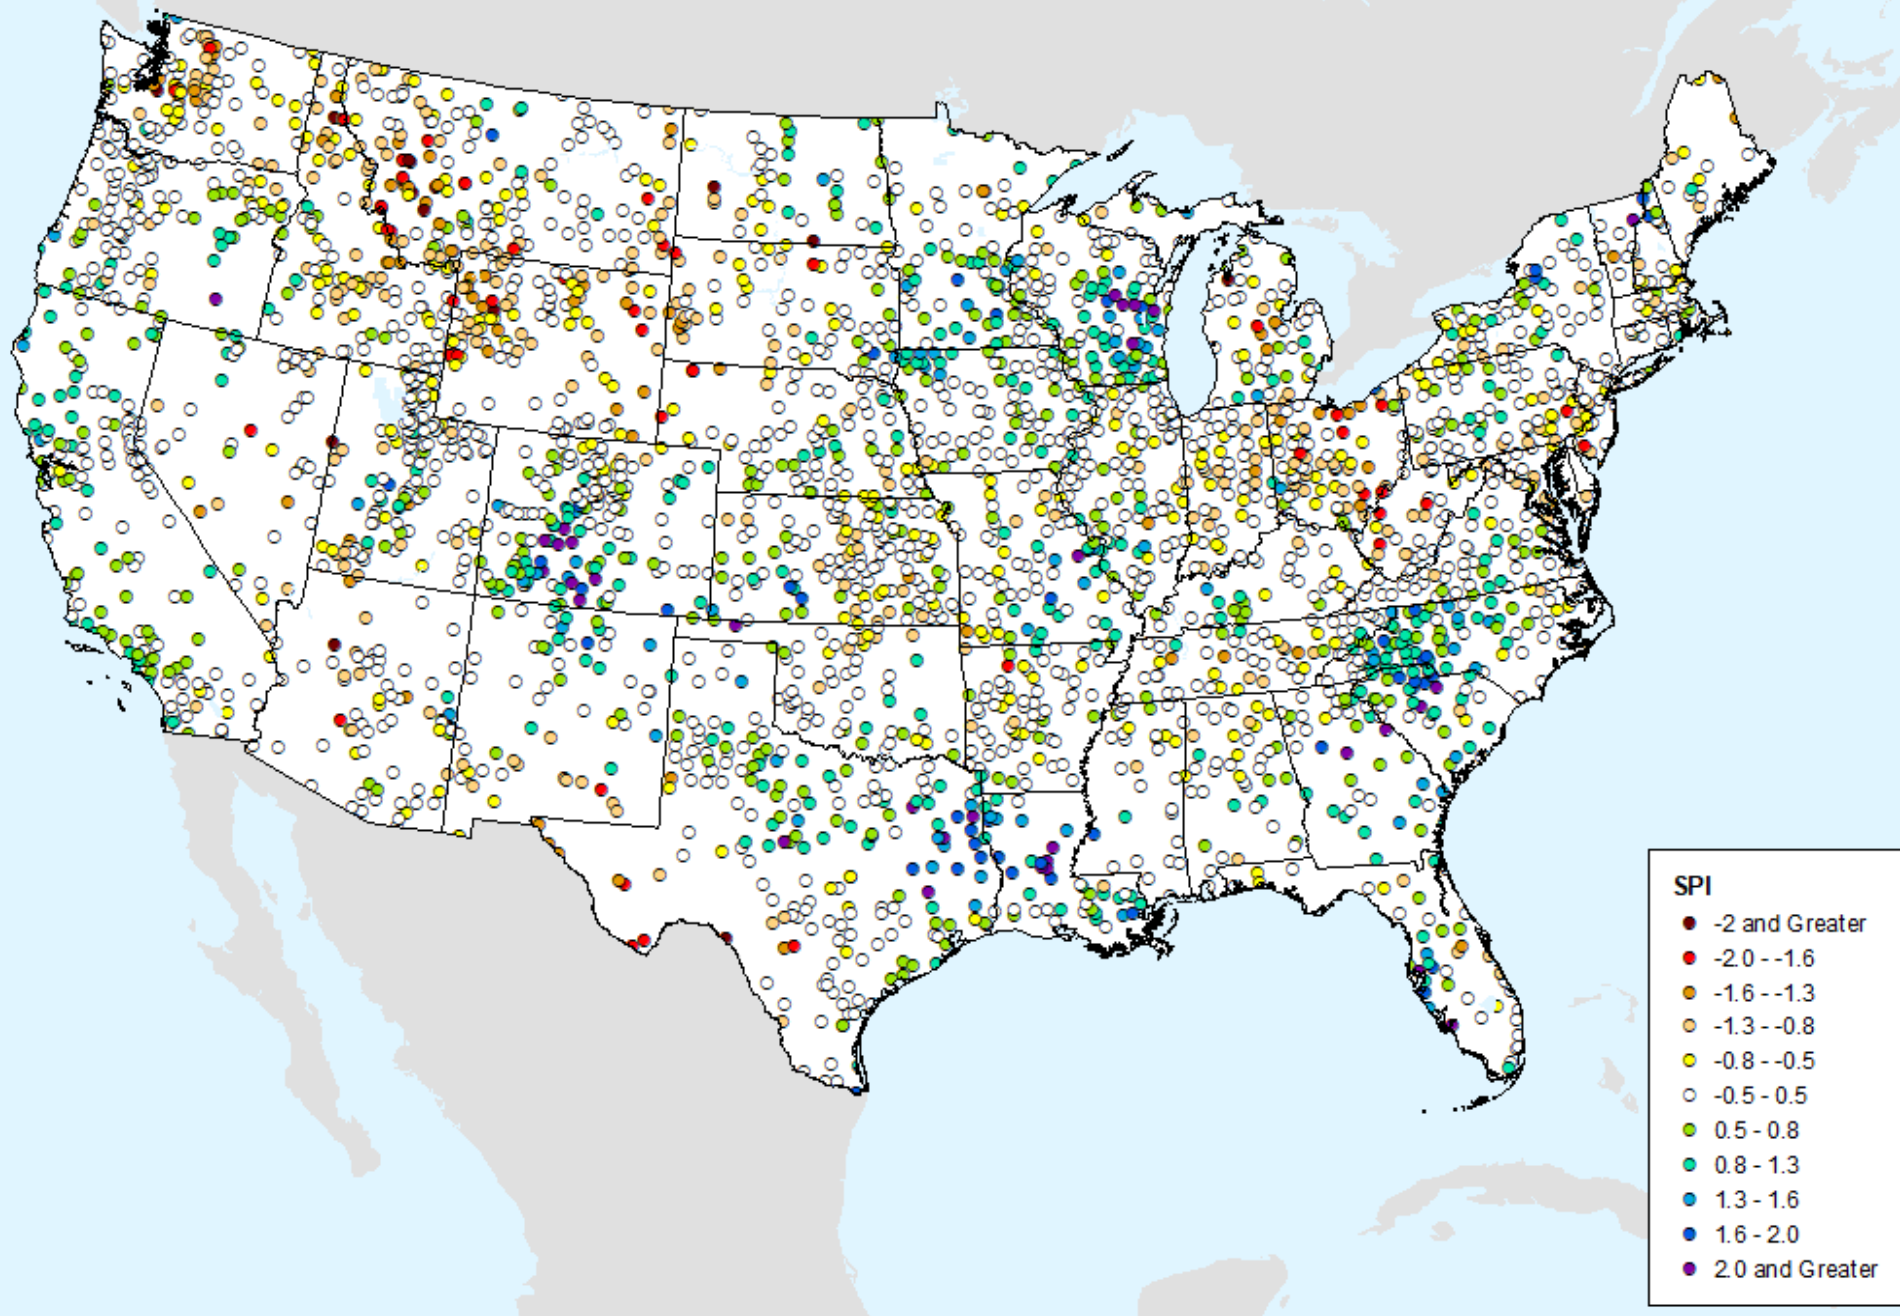 SPI
-2 and Greater
-2.0 - -1.6
-1.6 - -1.3
-1.3 - -0.8
-0.8 - -0.5
-0.5 - 0.5
0.5 - 0.8
0.8 - 1.3
1.3 - 1.6
1.6 - 2.0
2.0 and Greater